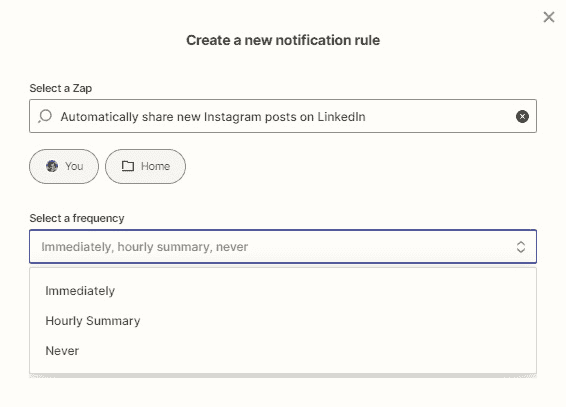 Create a new notification rule
Select a Zap
Automatically share new Instagram posts on LinkedIn
You
Home
Select a frequency
Immediately, hourly summary, never
Immediately
Hourly Summary
Never